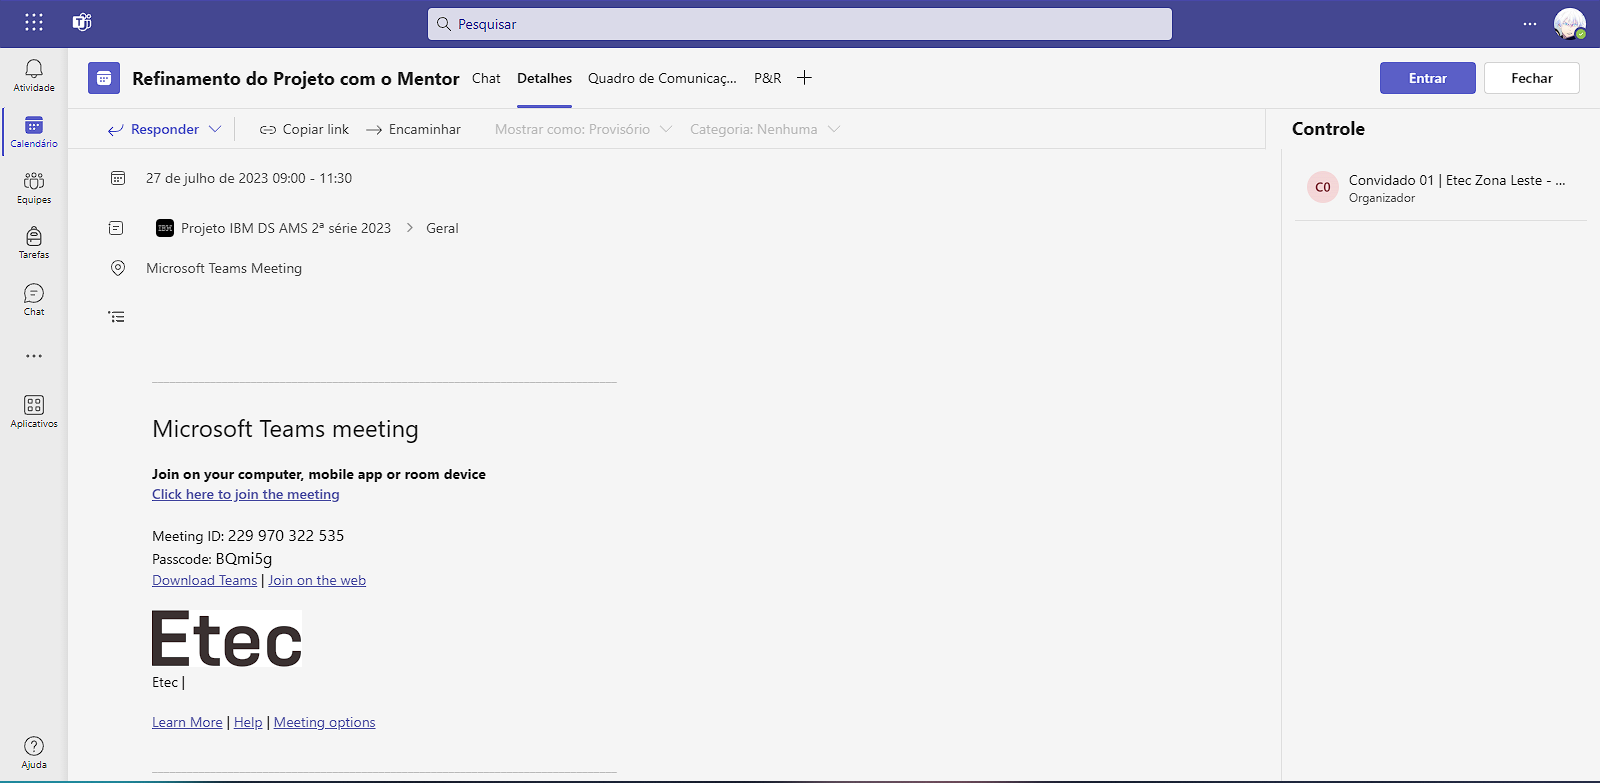 Pesquisar
Atividade
Calendário
Equipes
Tarefas
Chat
Aplicativos
Ajuda
Refinamento do Projeto com o Mentor
Chat
Detalhes
Quadro de Comunicaç...
P&R
Entrar
Fechar
Responder
Copiar link
Encaminhar
Mostrar como: Provisório
Categoria: Nenhuma
Controle
27 de julho de 2023 09:00 - 11:30
IBM
Projeto IBM DS AMS 2ª série 2023 > Geral
Microsoft Teams Meeting
C0
Convidado 01 | Etec Zona Leste - ...
Organizador
Microsoft Teams meeting
Join on your computer, mobile app or room device
Click here to join the meeting
Meeting ID: 229 970 322 535
Passcode: BQmi5g
Download Teams | Join on the web
Etec
Etec |
Learn More | Help | Meeting options